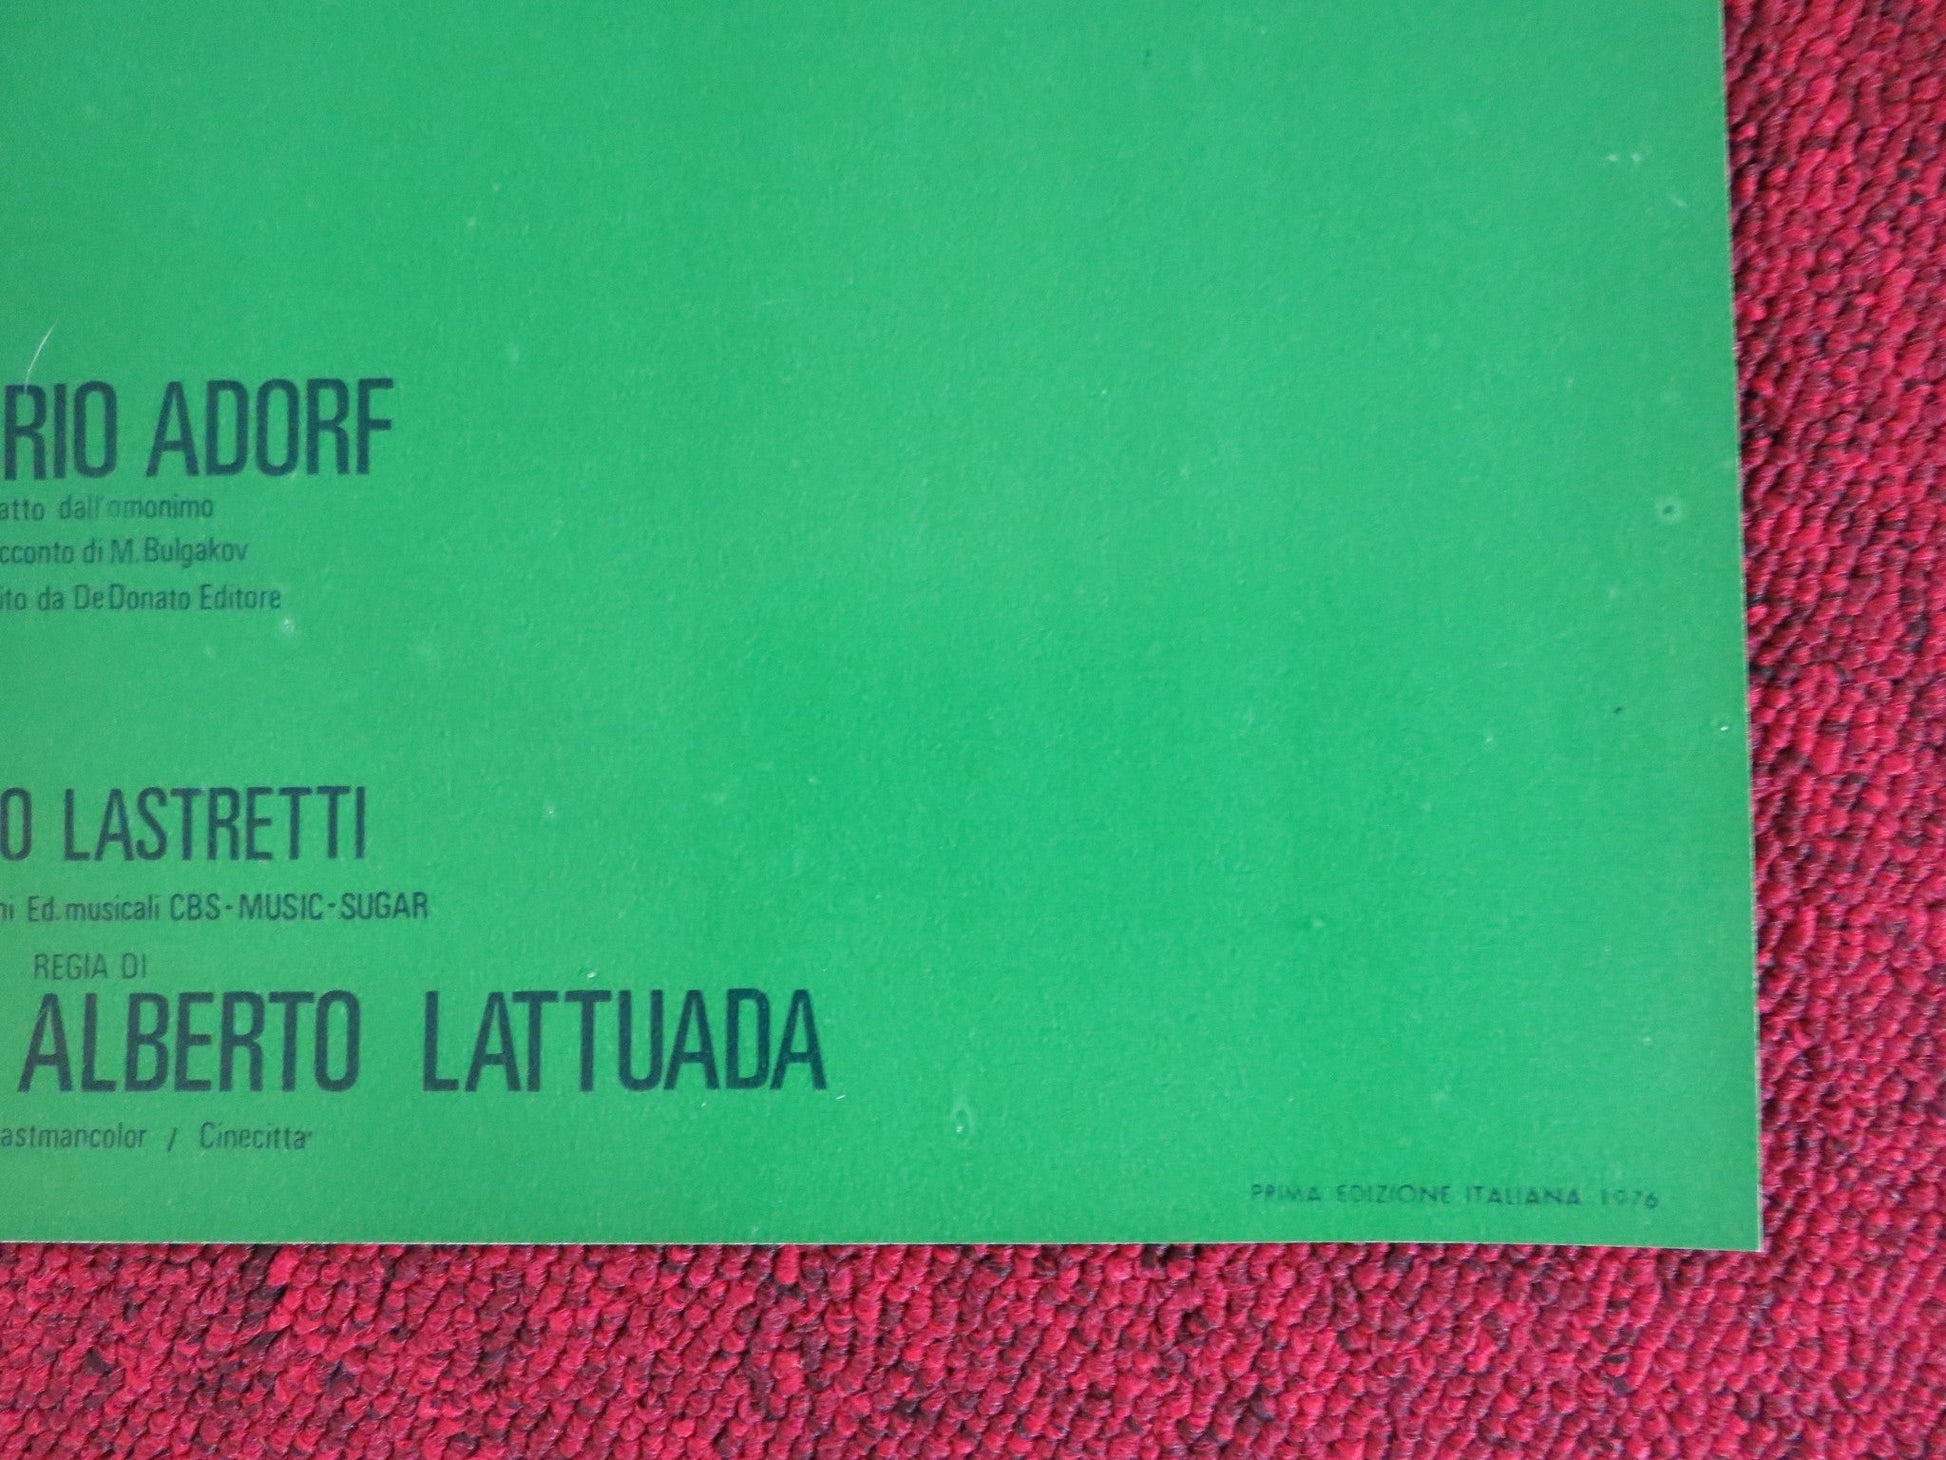 RIO ADORF
atto dall'omonimo
cconto di M. Bulgakov
ito da De Donato Editore
O LASTRETTI
ni Ed. musicali CBS-MUSIC-SUGAR
REGIA DI
ALBERTO LATTUADA
astmancolor / Cinecitta'
PRIMA EDIZIONE ITALIANA 1976